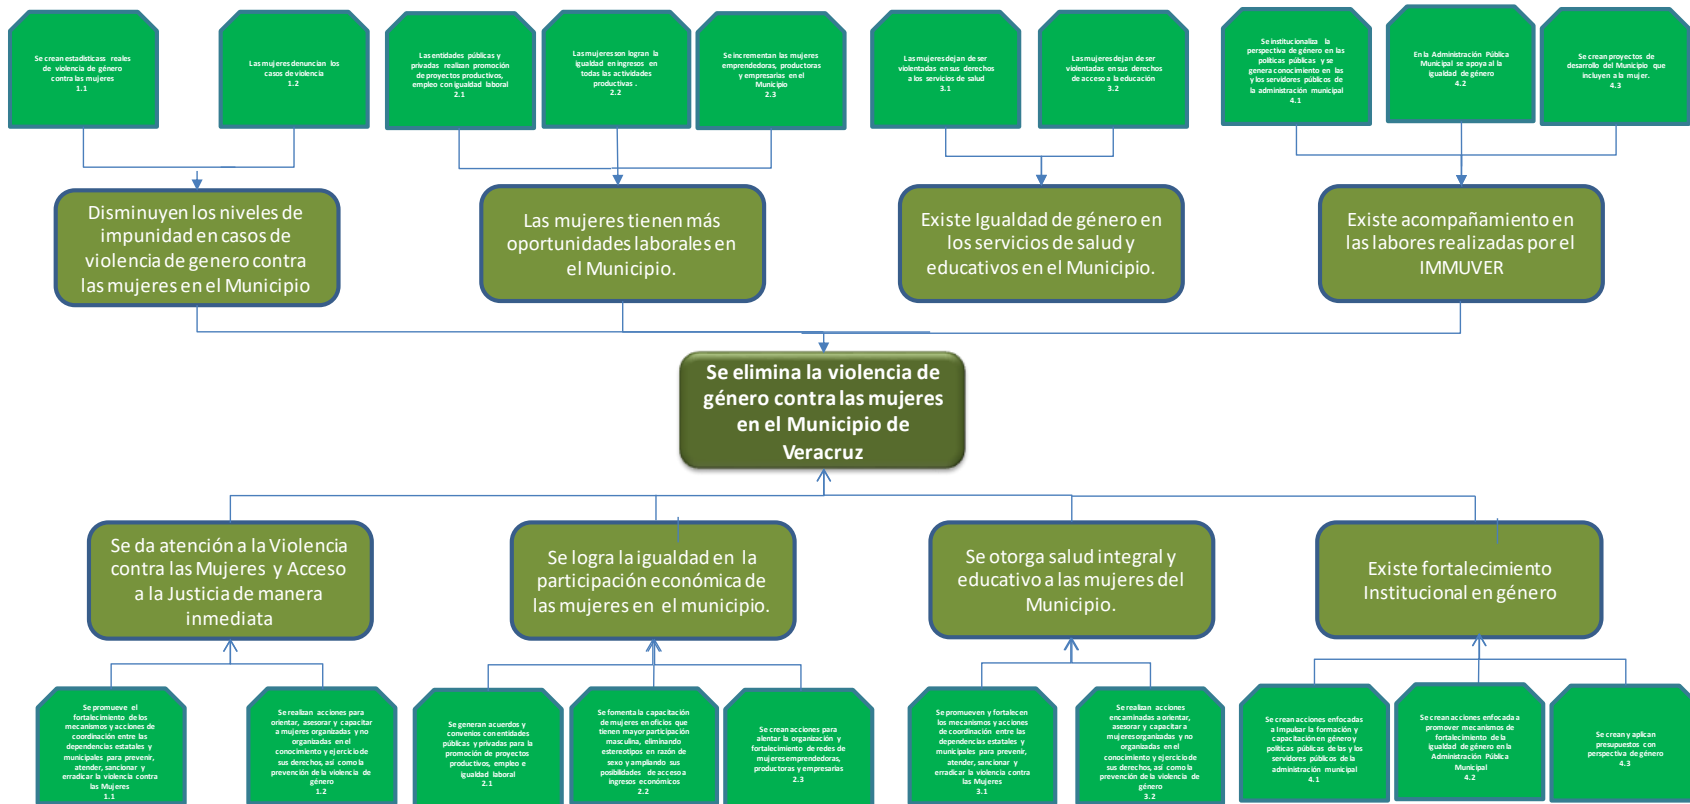 Se crean estadísticass reales
de violencia de género
contra las mujeres
1.1
Las mujeres denuncian los
casos de violencia
1.2
Las entidades públicas y
privadas realizan promoción
de proyectos productivos,
empleo con igualdad laboral
2.1
Las mujeres son logran la
igualdad en ingresos en
todas las actividades
productivas .
2.2
Se incrementan las mujeres
emprendedoras, productoras
y empresarias en el
Municipio
2.3
Las mujeres dejan de ser
violentadas en sus derechos
a los servicios de salud
3.1
Las mujeres dejan de ser
violentadas en sus derechos
de acceso a la educación
3.2
Se institucionaliza la
perspectiva de género en las
políticas públicas y se
genera conocimiento en las
y los servidores públicos de
la administración municipal
4.1
En la Administración Pública
Municipal se apoya al la
igualdad de género
4.2
Se crean proyectos de
desarrollo del Municipio que
incluyen a la mujer.
4.3
Disminuyen los niveles de
impunidad en casos de
violencia de genero contra
las mujeres en el Municipio
Las mujeres tienen más
oportunidades laborales en
el Municipio.
Existe Igualdad de género en
los servicios de salud y
educativos en el Municipio.
Existe acompañamiento en
las labores realizadas por el
IMMUVER
Se elimina la violencia de
género contra las mujeres
en el Municipio de
Veracruz
Se da atención a la Violencia
contra las Mujeres y Acceso
a la Justicia de manera
inmediata
Se logra la igualdad en la
participación económica de
las mujeres en el municipio.
Se otorga salud integral y
educativo a las mujeres del
Municipio.
Existe fortalecimiento
Institucional en género
Se promueve el
fortalecimiento de los
mecanismos y acciones de
coordinación entre las
dependencias estatales y
municipales para prevenir,
atender, sancionar y
erradicar la violencia contra
las Mujeres
1.1
Se realizan acciones para
orientar, asesorar y capacitar
a mujeres organizadas y no
organizadas en el
conocimiento y ejercicio de
sus derechos, así como la
prevención de la violencia de
género
1.2
Se generan acuerdos y
convenios con entidades
públicas y privadas para la
promoción de proyectos
productivos, empleo e
igualdad laboral
2.1
Se fomenta la capacitación
de mujeres en oficios que
tienen mayor participación
masculina, eliminando
estereotipos en razón de
sexo y ampliando sus
posiblidades de acceso a
ingresos económicos
2.2
Se crean acciones para
alentar la organización y
fortalecimiento de redes de
mujeres emprendedoras,
productoras y empresarias
2.3
Se promueven y fortalecen
los mecanismos y acciones
de coordinación entre las
dependencias estatales y
municipales para prevenir,
atender, sancionar y
erradicar la violencia contra
las Mujeres
3.1
Se realizan acciones
encaminadas a orientar,
asesorar y capacitar a
mujeres organizadas y no
organizadas en el
conocimiento y ejercicio de
sus derechos, así como la
prevención de la violencia de
género
3.2
Se crean acciones enfocadas
a Impulsar la formación y
capacitación en género y
políticas públicas de las y los
servidores públicos de la
administración municipal
4.1
Se crean acciones enfocada a
promover mecanismos de
fortalecimiento de la
igualdad de género en la
Administración Pública
Municipal
4.2
Se crean y aplican
presupuestos con
perspectiva de género
4.3